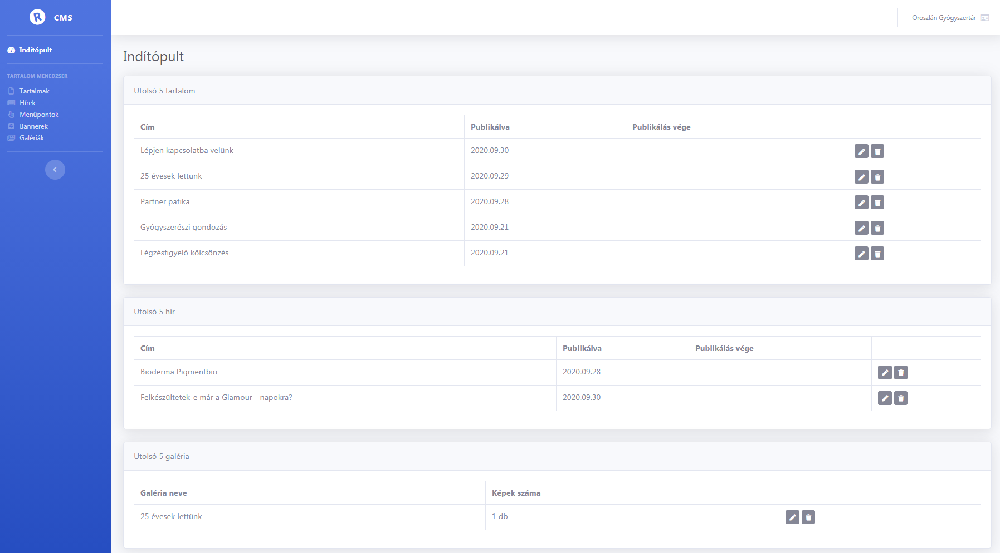 R CMS
Oroszlán Gyógyszertár
Indítópult
TARTALOM MENEDZSER
Tartalmak
Hírek
Menüpontok
Bannerek
Galériák
Indítópult
Utolsó 5 tartalom
Cím Publikálva Publikálás vége
Lépjen kapcsolatba velünk 2020.09.30
25 évesek lettünk 2020.09.29
Partner patika 2020.09.28
Gyógyszerészi gondozás 2020.09.21
Légzésfigyelő kölcsönzés 2020.09.21
Utolsó 5 hír
Cím Publikálva Publikálás vége
Bioderma Pigmentbio 2020.09.28
Felkészültetek-e már a Glamour - napokra? 2020.09.30
Utolsó 5 galéria
Galéria neve Képek száma
25 évesek lettünk 1 db